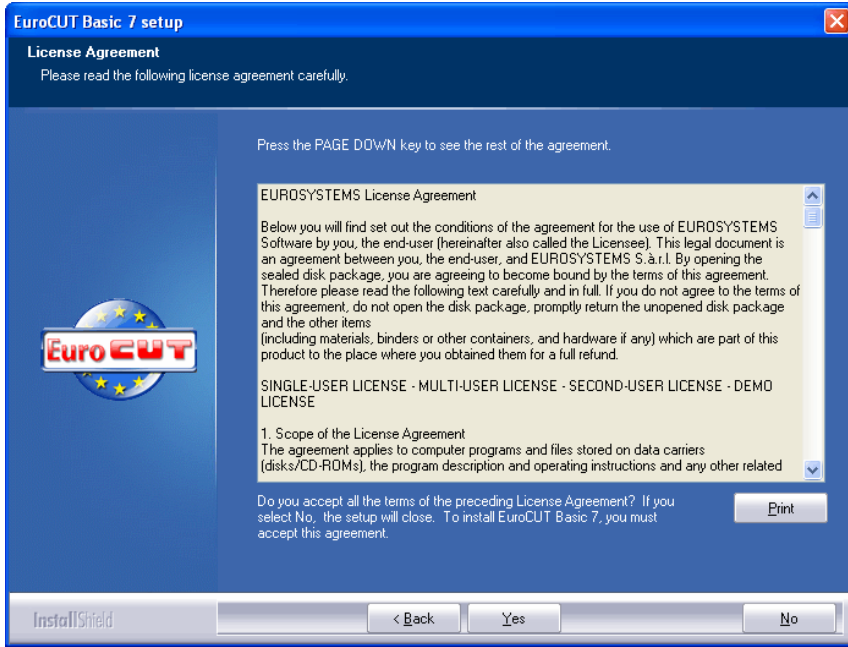 EuroCUT Basic 7 setup
License Agreement
Please read the following license agreement carefully.
Press the PAGE DOWN key to see the rest of the agreement.
EUROSYSTEMS License Agreement
Below you will find set out the conditions of the agreement for the use of EUROSYSTEMS
Software by you, the end-user (hereinafter also called the Licensee). This legal document is
an agreement between you, the end-user, and EUROSYSTEMS S.à.r.l. By opening the
sealed disk package, you are agreeing to become bound by the terms of this agreement.
Therefore please read the following text carefully and in full. If you do not agree to the terms of
this agreement, do not open the disk package, promptly return the unopened disk package
and the other items
(including materials, binders or other containers, and hardware if any) which are part of this
product to the place where you obtained them for a full refund.
SINGLE-USER LICENSE - MULTI-USER LICENSE - SECOND-USER LICENSE - DEMO
LICENSE
1. Scope of the License Agreement
The agreement applies to computer programs and files stored on data carriers
(disks/CD-ROMs), the program description and operating instructions and any other related
Euro CUT
Do you accept all the terms of the preceding License Agreement? If you
select No, the setup will close. To install EuroCUT Basic 7, you must
accept this agreement.
Print
InstallShield
< Back
Yes
No